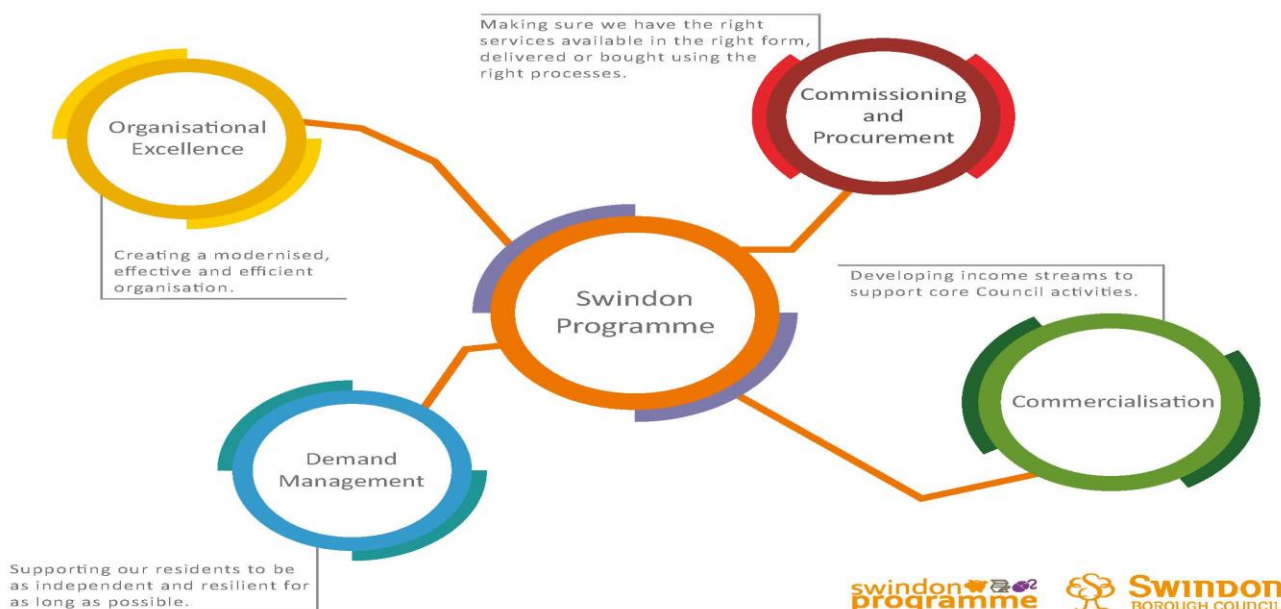 Making sure we have the right
services available in the right form,
delivered or bought using the
right processes.
Commissioning
and
Procurement
Organisational
Excellence
Creating a modernised,
effective and efficient
organisation.
Swindon
Programme
Developing income streams to
support core Council activities.
Commercialisation
Demand
Management
Supporting our residents to be
as independent and resilient for
as long as possible.
swindon
programme
SWINDON
BOROUGH COUNCIL